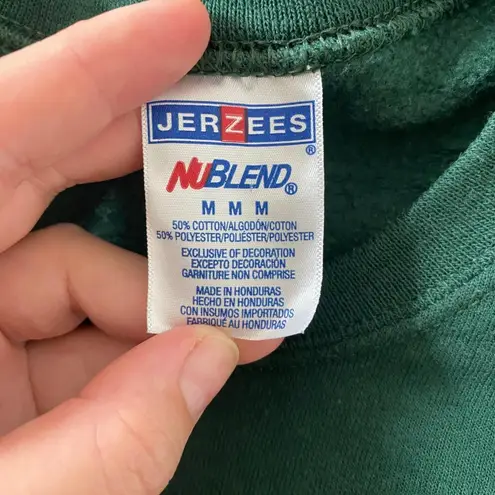 JERZEES
®
NUBLEND®
M M M
50% COTTON/ALGODÓN/COTON
50% POLYESTER/POLIÉSTER/POLYESTER
EXCLUSIVE OF DECORATION
EXCEPTO DECORACIÓN
GARNITURE NON COMPRISE
MADE IN HONDURAS
HECHO EN HONDURAS
CON INSUMOS IMPORTADOS
FABRIQUÉ AU HONDURAS